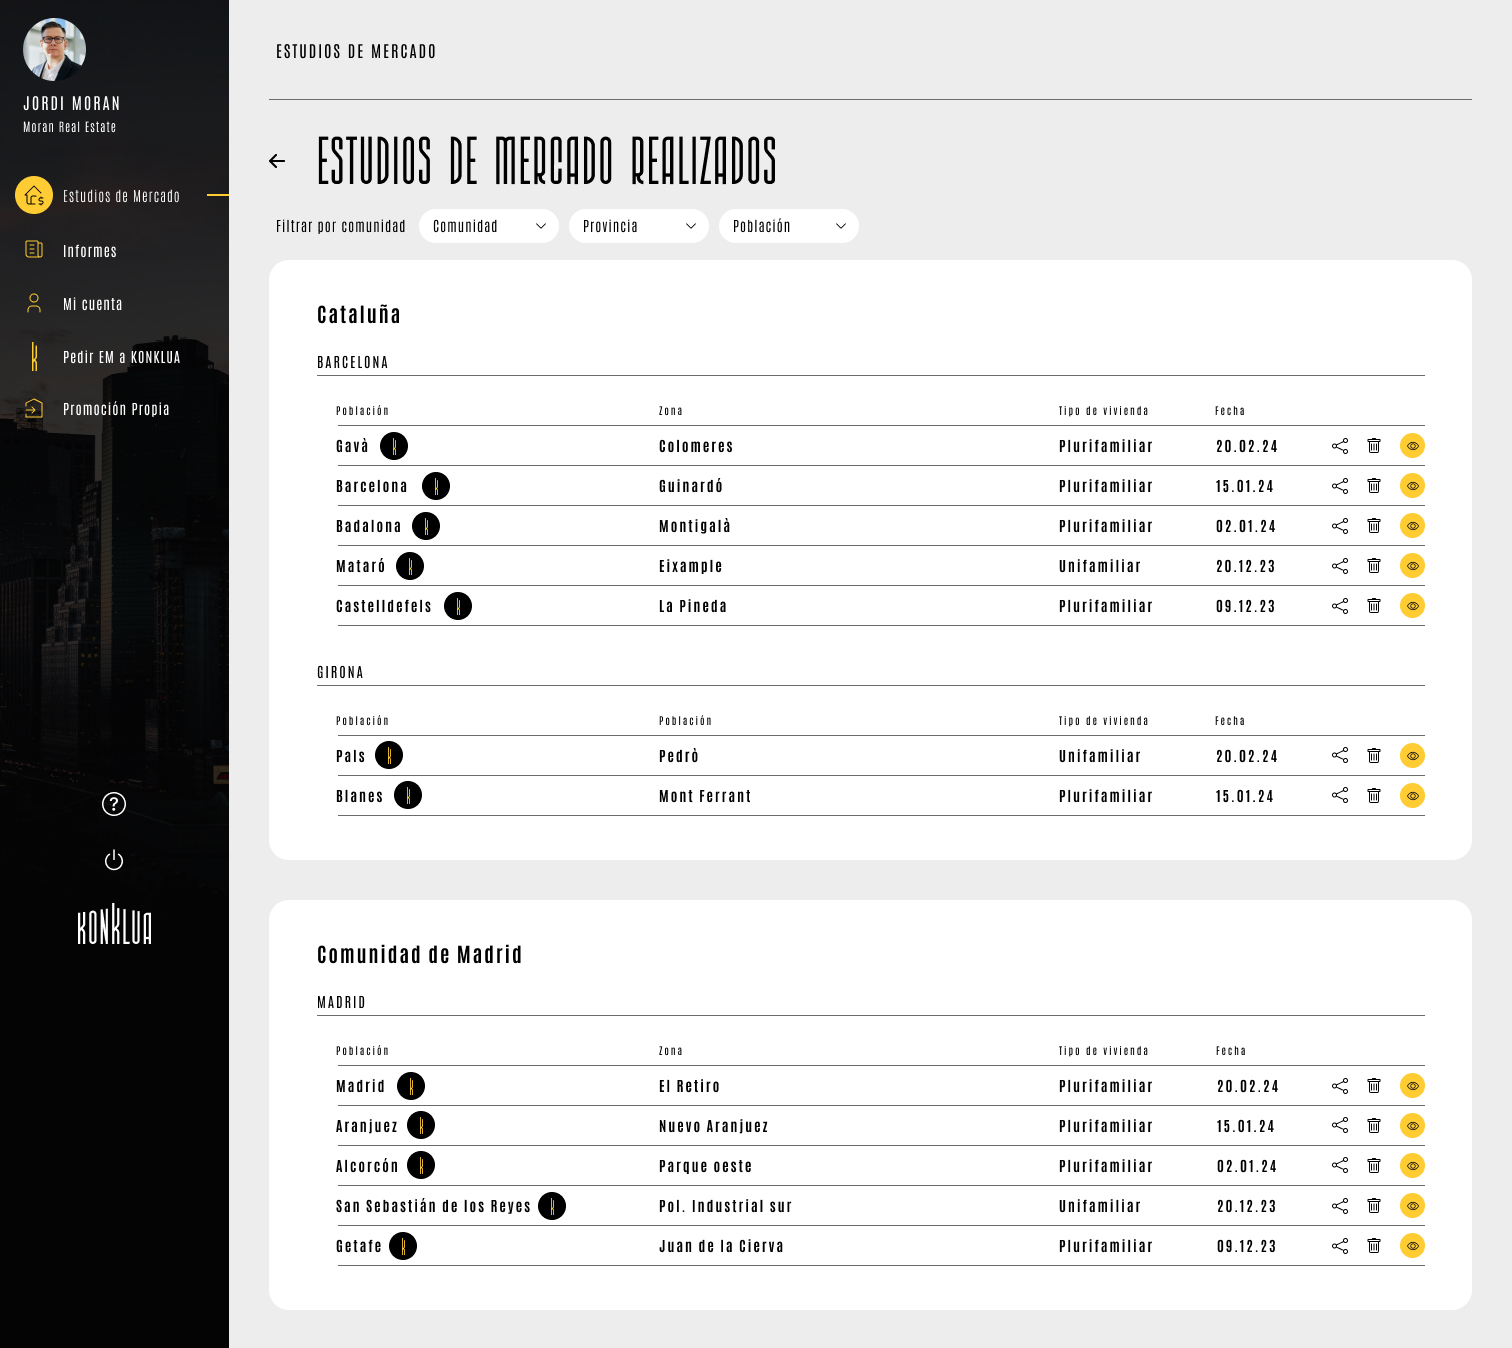 JORDI MORAN
Moran Real Estate
Estudios de Mercado
Informes
Mi cuenta
Pedir EM a KONKLUA
Promoción Propia
KONKLUA
ESTUDIOS DE MERCADO
ESTUDIOS DE MERCADO REALIZADOS
Filtrar por comunidad Comunidad Provincia Población
Cataluña
BARCELONA
Población Zona Tipo de vivienda Fecha
Gavà Colomeres Plurifamiliar 20.02.24
Barcelona Guinardó Plurifamiliar 15.01.24
Badalona Montigalà Plurifamiliar 02.01.24
Mataró Eixample Unifamiliar 20.12.23
Castelldefels La Pineda Plurifamiliar 09.12.23
GIRONA
Población Población Tipo de vivienda Fecha
Pals Pedrò Unifamiliar 20.02.24
Blanes Mont Ferrant Plurifamiliar 15.01.24
Comunidad de Madrid
MADRID
Población Zona Tipo de vivienda Fecha
Madrid El Retiro Plurifamiliar 20.02.24
Aranjuez Nuevo Aranjuez Plurifamiliar 15.01.24
Alcorcón Parque oeste Plurifamiliar 02.01.24
San Sebastián de los Reyes Pol. Industrial sur Unifamiliar 20.12.23
Getafe Juan de la Cierva Plurifamiliar 09.12.23